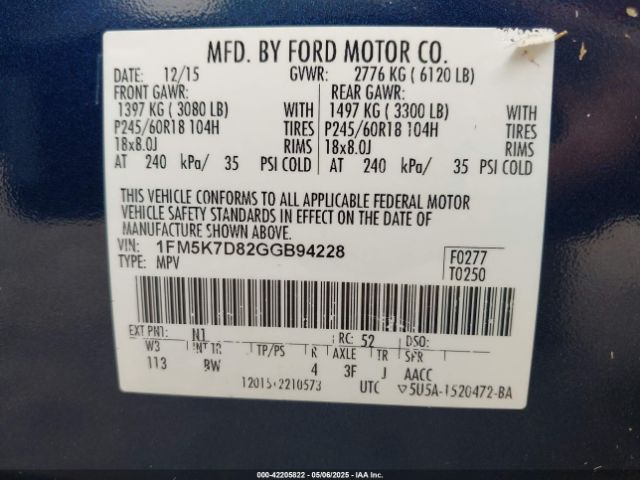 MFD. BY FORD MOTOR CO.
DATE: 12/15 GVWR: 2776 KG ( 6120 LB)
FRONT GAWR: REAR GAWR:
1397 KG ( 3080 LB) WITH 1497 KG ( 3300 LB) WITH
P245/60R18 104H TIRES P245/60R18 104H TIRES
18x8.0J RIMS 18x8.0J RIMS
AT 240 kPa/ 35 PSI COLD AT 240 kPa/ 35 PSI COLD
THIS VEHICLE CONFORMS TO ALL APPLICABLE FEDERAL MOTOR
VEHICLE SAFETY STANDARDS IN EFFECT ON THE DATE OF
MANUFACTURE SHOWN ABOVE.
VIN: 1FM5K7D82GGB94228 F0277
TYPE: MPV T0250
EXT PNT: N1 RC: 52 DSO:
W3 INT TR TP/PS R AXLE TR SPR
113 BW 4 3F J AACC
12015 2210573 UTC 5U5A-1520472-BA
000-42205822 - 05/06/2025 - IAA Inc.